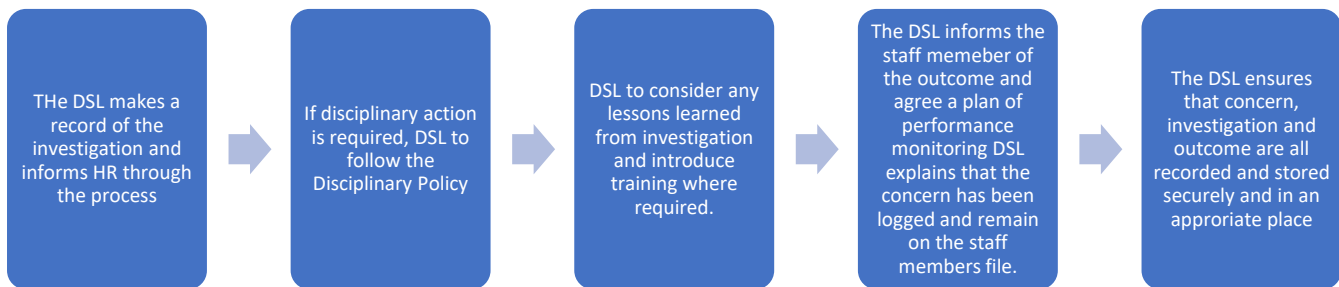 THe DSL makes a
record of the
investigation and
informs HR through
the process
If disciplinary action
is required, DSL to
follow the
Disciplinary Policy
DSL to consider any
lessons learned
from investigation
and introduce
training where
required.
The DSL informs the
staff memeber of
the outcome and
agree a plan of
performance
monitoring DSL
explains that the
concern has been
logged and remain
on the staff
members file.
The DSL ensures
that concern,
investigation and
outcome are all
recorded and stored
securely and in an
approriate place